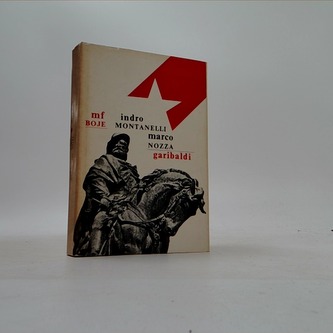 mf
BOJE
indro
MONTANELLI
marco
NOZZA
garibaldi